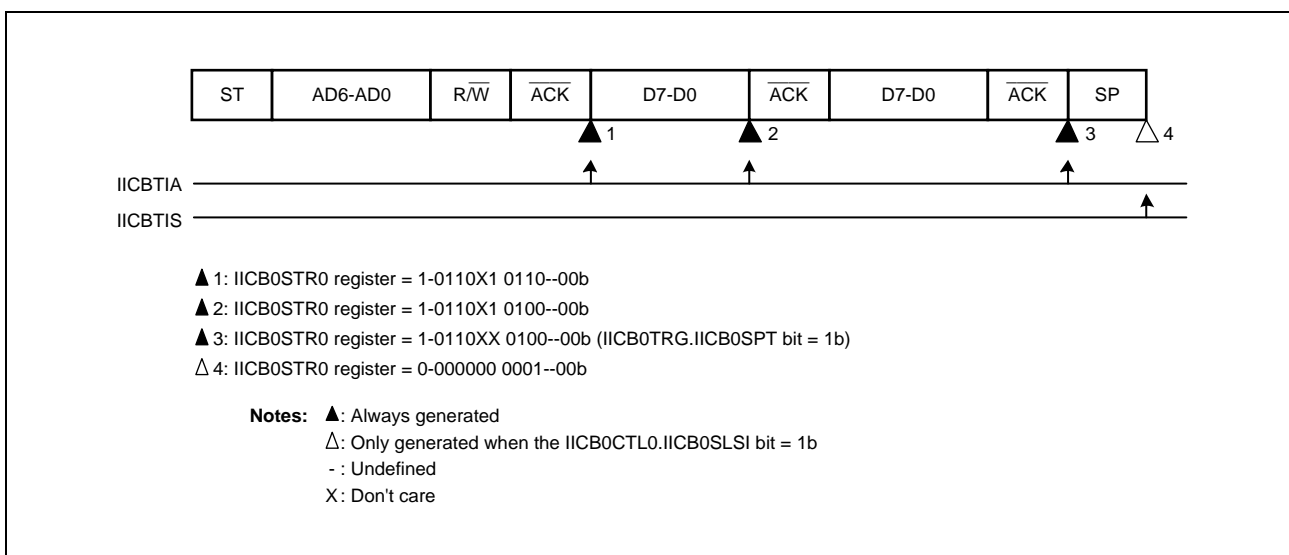 ST AD6-AD0 R/W ACK D7-D0 ACK D7-D0 ACK SP
▲ 1 ▲ 2 ▲ 3 △ 4
IICBTIA
IICBTIS
▲ 1: IICB0STR0 register = 1-0110X1 0110--00b
▲ 2: IICB0STR0 register = 1-0110X1 0100--00b
▲ 3: IICB0STR0 register = 1-0110XX 0100--00b (IICB0TRG.IICB0SPT bit = 1b)
△ 4: IICB0STR0 register = 0-000000 0001--00b
Notes: ▲: Always generated
△: Only generated when the IICB0CTL0.IICB0SLSI bit = 1b
- : Undefined
X : Don't care